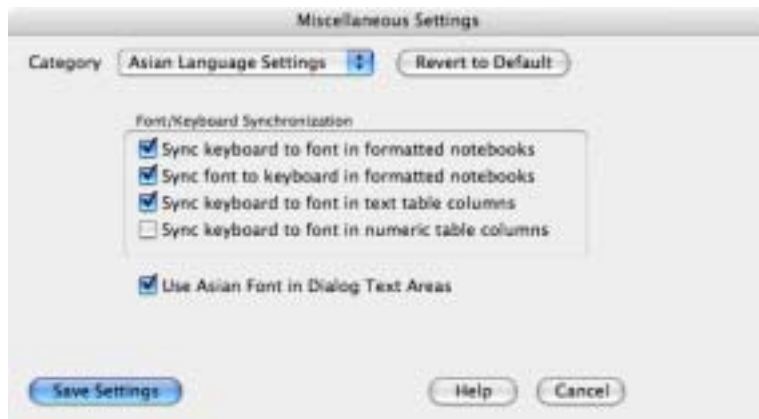 Miscellaneous Settings
Category Asian Language Settings Revert to Default
Font/Keyboard Synchronization
Sync keyboard to font in formatted notebooks
Sync font to keyboard in formatted notebooks
Sync keyboard to font in text table columns
Sync keyboard to font in numeric table columns
Use Asian Font in Dialog Text Areas
Save Settings Help Cancel